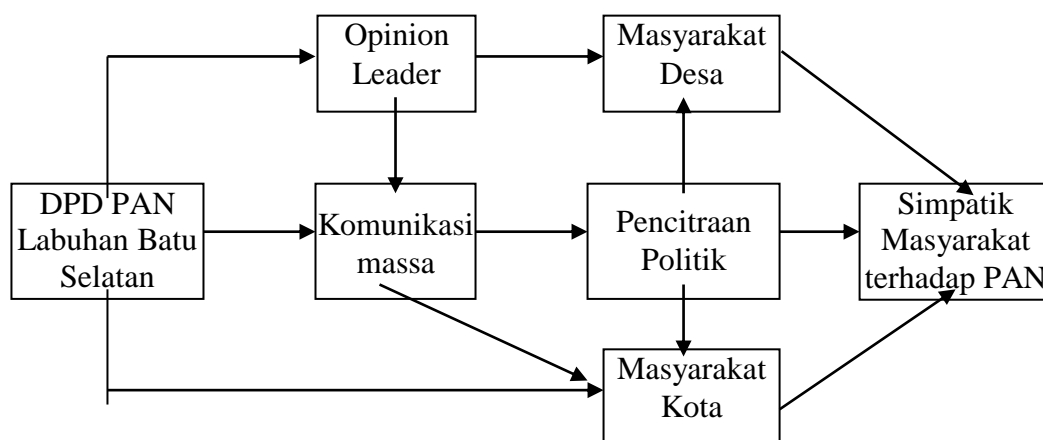 Opinion
Leader
Masyarakat
Desa
DPD PAN
Labuhan Batu
Selatan
Komunikasi
massa
Pencitraan
Politik
Simpatik
Masyarakat
terhadap PAN
Masyarakat
Kota